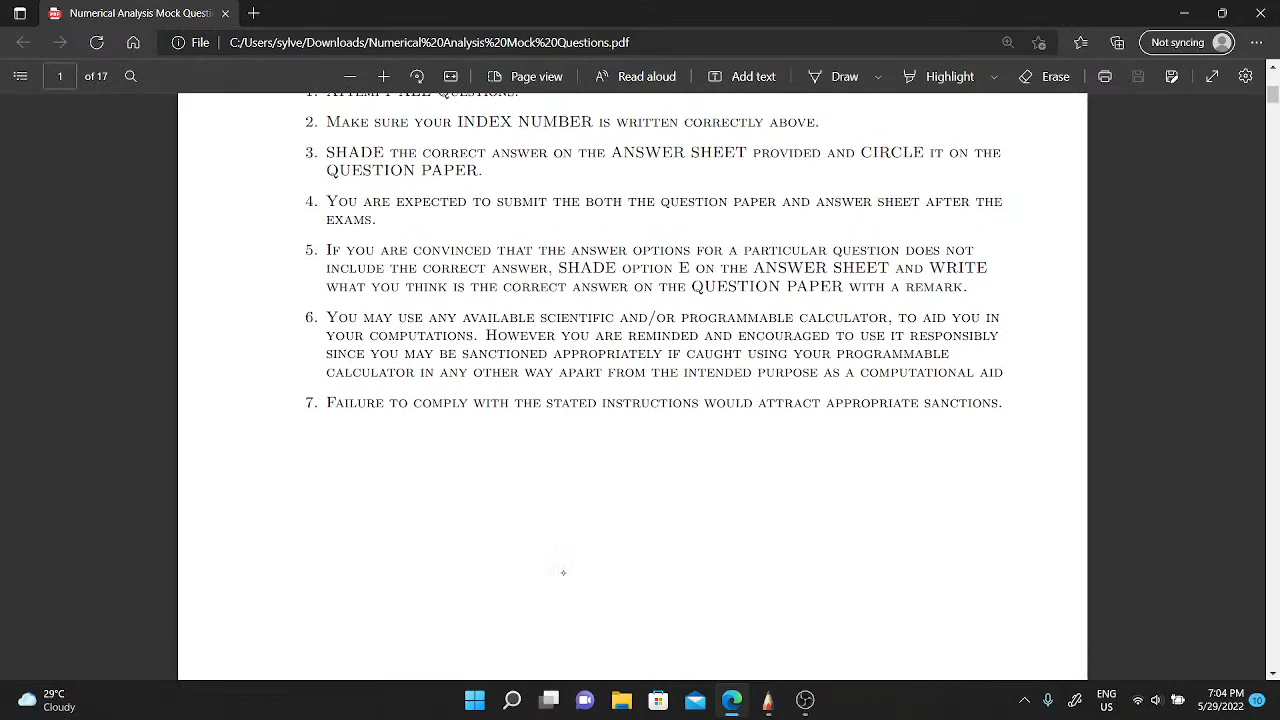 Numerical Analysis Mock Questi
File
C:/Users/sylve/Downloads/Numerical%20Analysis%20Mock%20Questions.pdf
Not syncing
1
of 17
Page view
Read aloud
Add text
Draw
Highlight
Erase
1. ATTEMPT ALL QUESTIONS.
2. MAKE SURE YOUR INDEX NUMBER IS WRITTEN CORRECTLY ABOVE.
3. SHADE THE CORRECT ANSWER ON THE ANSWER SHEET PROVIDED AND CIRCLE IT ON THE
QUESTION PAPER.
4. YOU ARE EXPECTED TO SUBMIT THE BOTH THE QUESTION PAPER AND ANSWER SHEET AFTER THE
EXAMS.
5. IF YOU ARE CONVINCED THAT THE ANSWER OPTIONS FOR A PARTICULAR QUESTION DOES NOT
INCLUDE THE CORRECT ANSWER, SHADE OPTION E ON THE ANSWER SHEET AND WRITE
WHAT YOU THINK IS THE CORRECT ANSWER ON THE QUESTION PAPER WITH A REMARK.
6. YOU MAY USE ANY AVAILABLE SCIENTIFIC AND/OR PROGRAMMABLE CALCULATOR, TO AID YOU IN
YOUR COMPUTATIONS. HOWEVER YOU ARE REMINDED AND ENCOURAGED TO USE IT RESPONSIBLY
SINCE YOU MAY BE SANCTIONED APPROPRIATELY IF CAUGHT USING YOUR PROGRAMMABLE
CALCULATOR IN ANY OTHER WAY APART FROM THE INTENDED PURPOSE AS A COMPUTATIONAL AID
7. FAILURE TO COMPLY WITH THE STATED INSTRUCTIONS WOULD ATTRACT APPROPRIATE SANCTIONS.
29°C
Cloudy
ENG
US
7:04 PM
5/29/2022
10